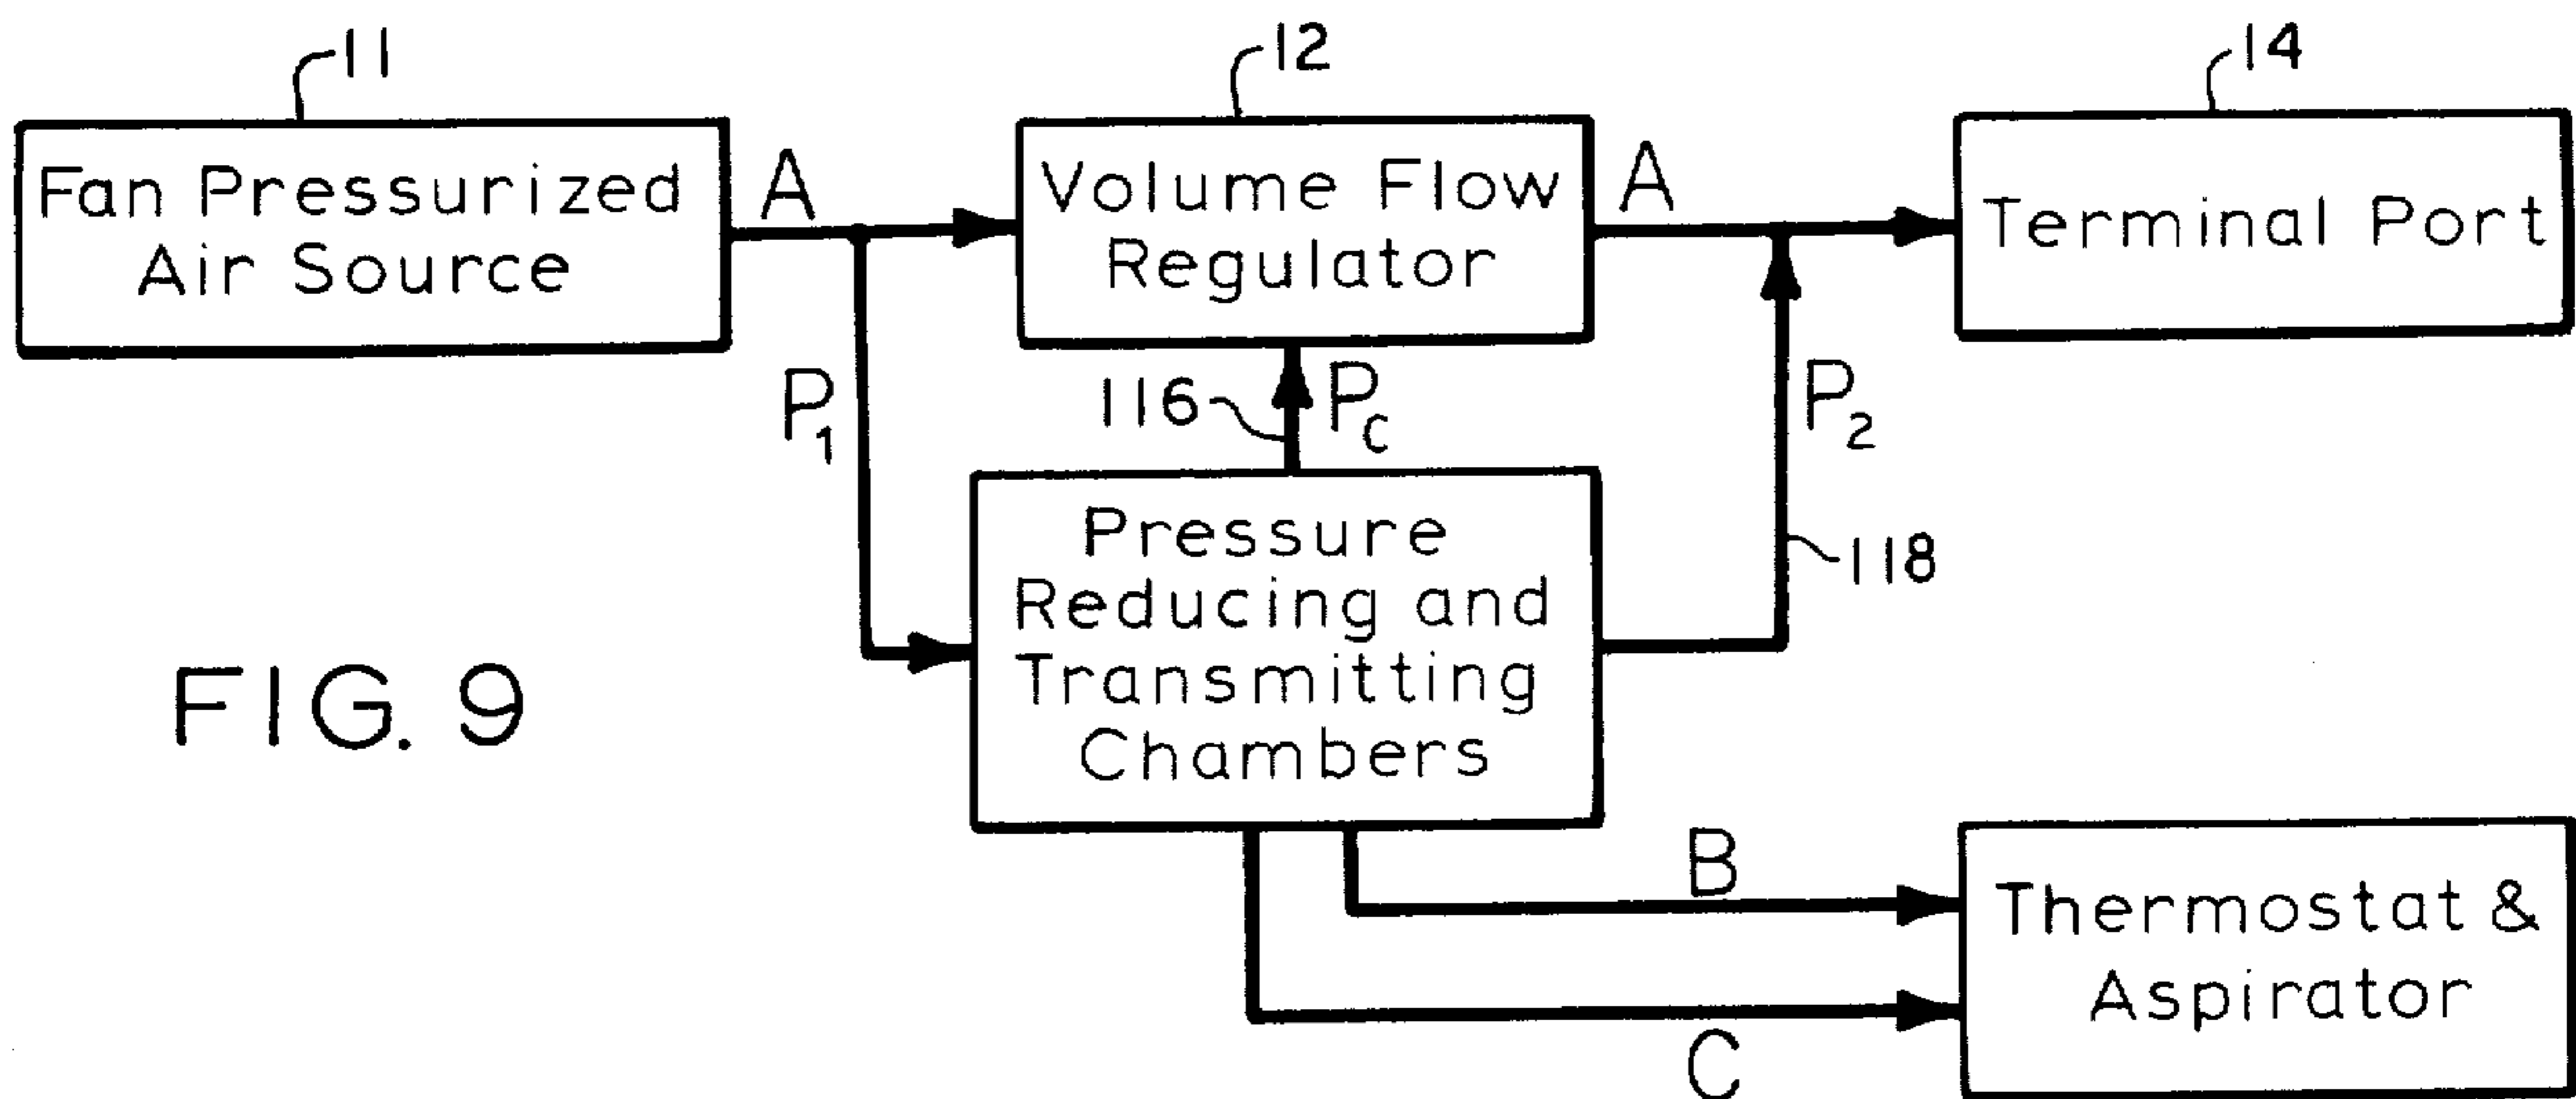 11
12
14
Fan Pressurized
Air Source
A
Volume Flow
Regulator
A
Terminal Port
P1
116
Pc
P2
118
Pressure
Reducing and
Transmitting
Chambers
FIG. 9
B
C
Thermostat &
Aspirator